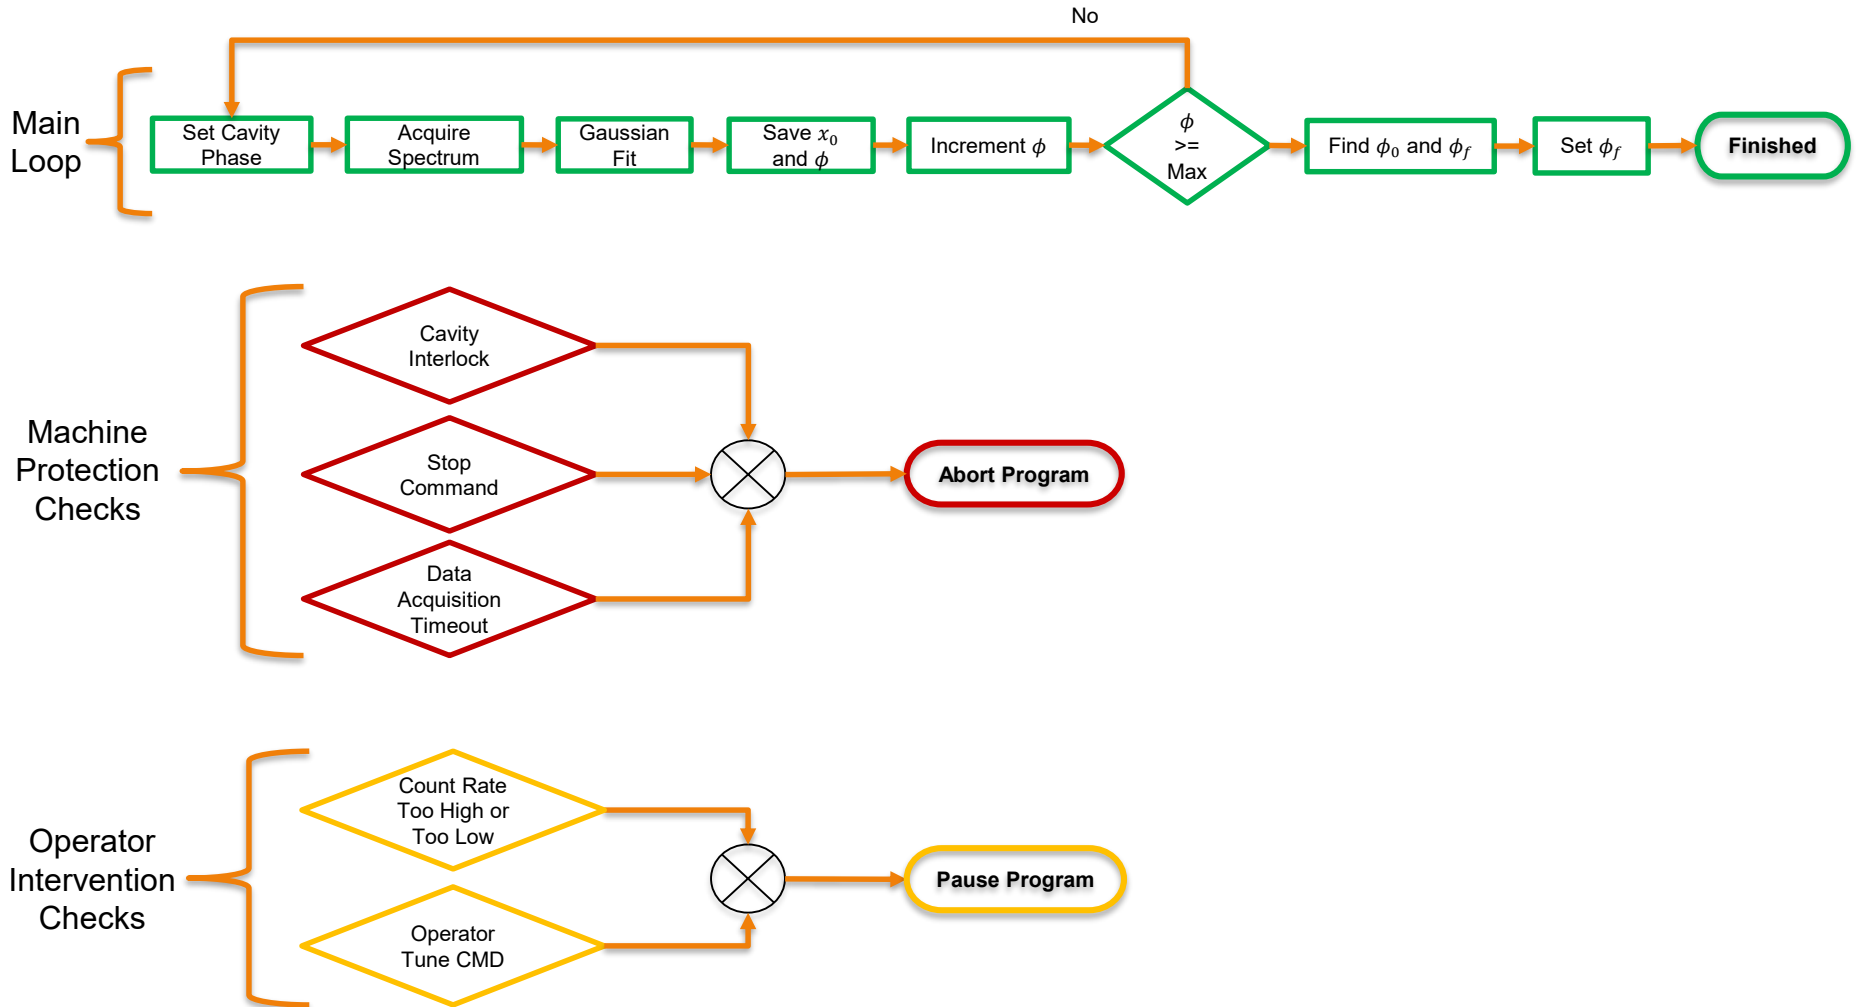 No
Main
Loop
Set Cavity
Phase
Acquire
Spectrum
Gaussian
Fit
Save x₀
and ϕ
Increment ϕ
ϕ
>=
Max
Find ϕ₀ and ϕ_f
Set ϕ_f
Finished
Machine
Protection
Checks
Cavity
Interlock
Stop
Command
Data
Acquisition
Timeout
Abort Program
Operator
Intervention
Checks
Count Rate
Too High or
Too Low
Operator
Tune CMD
Pause Program